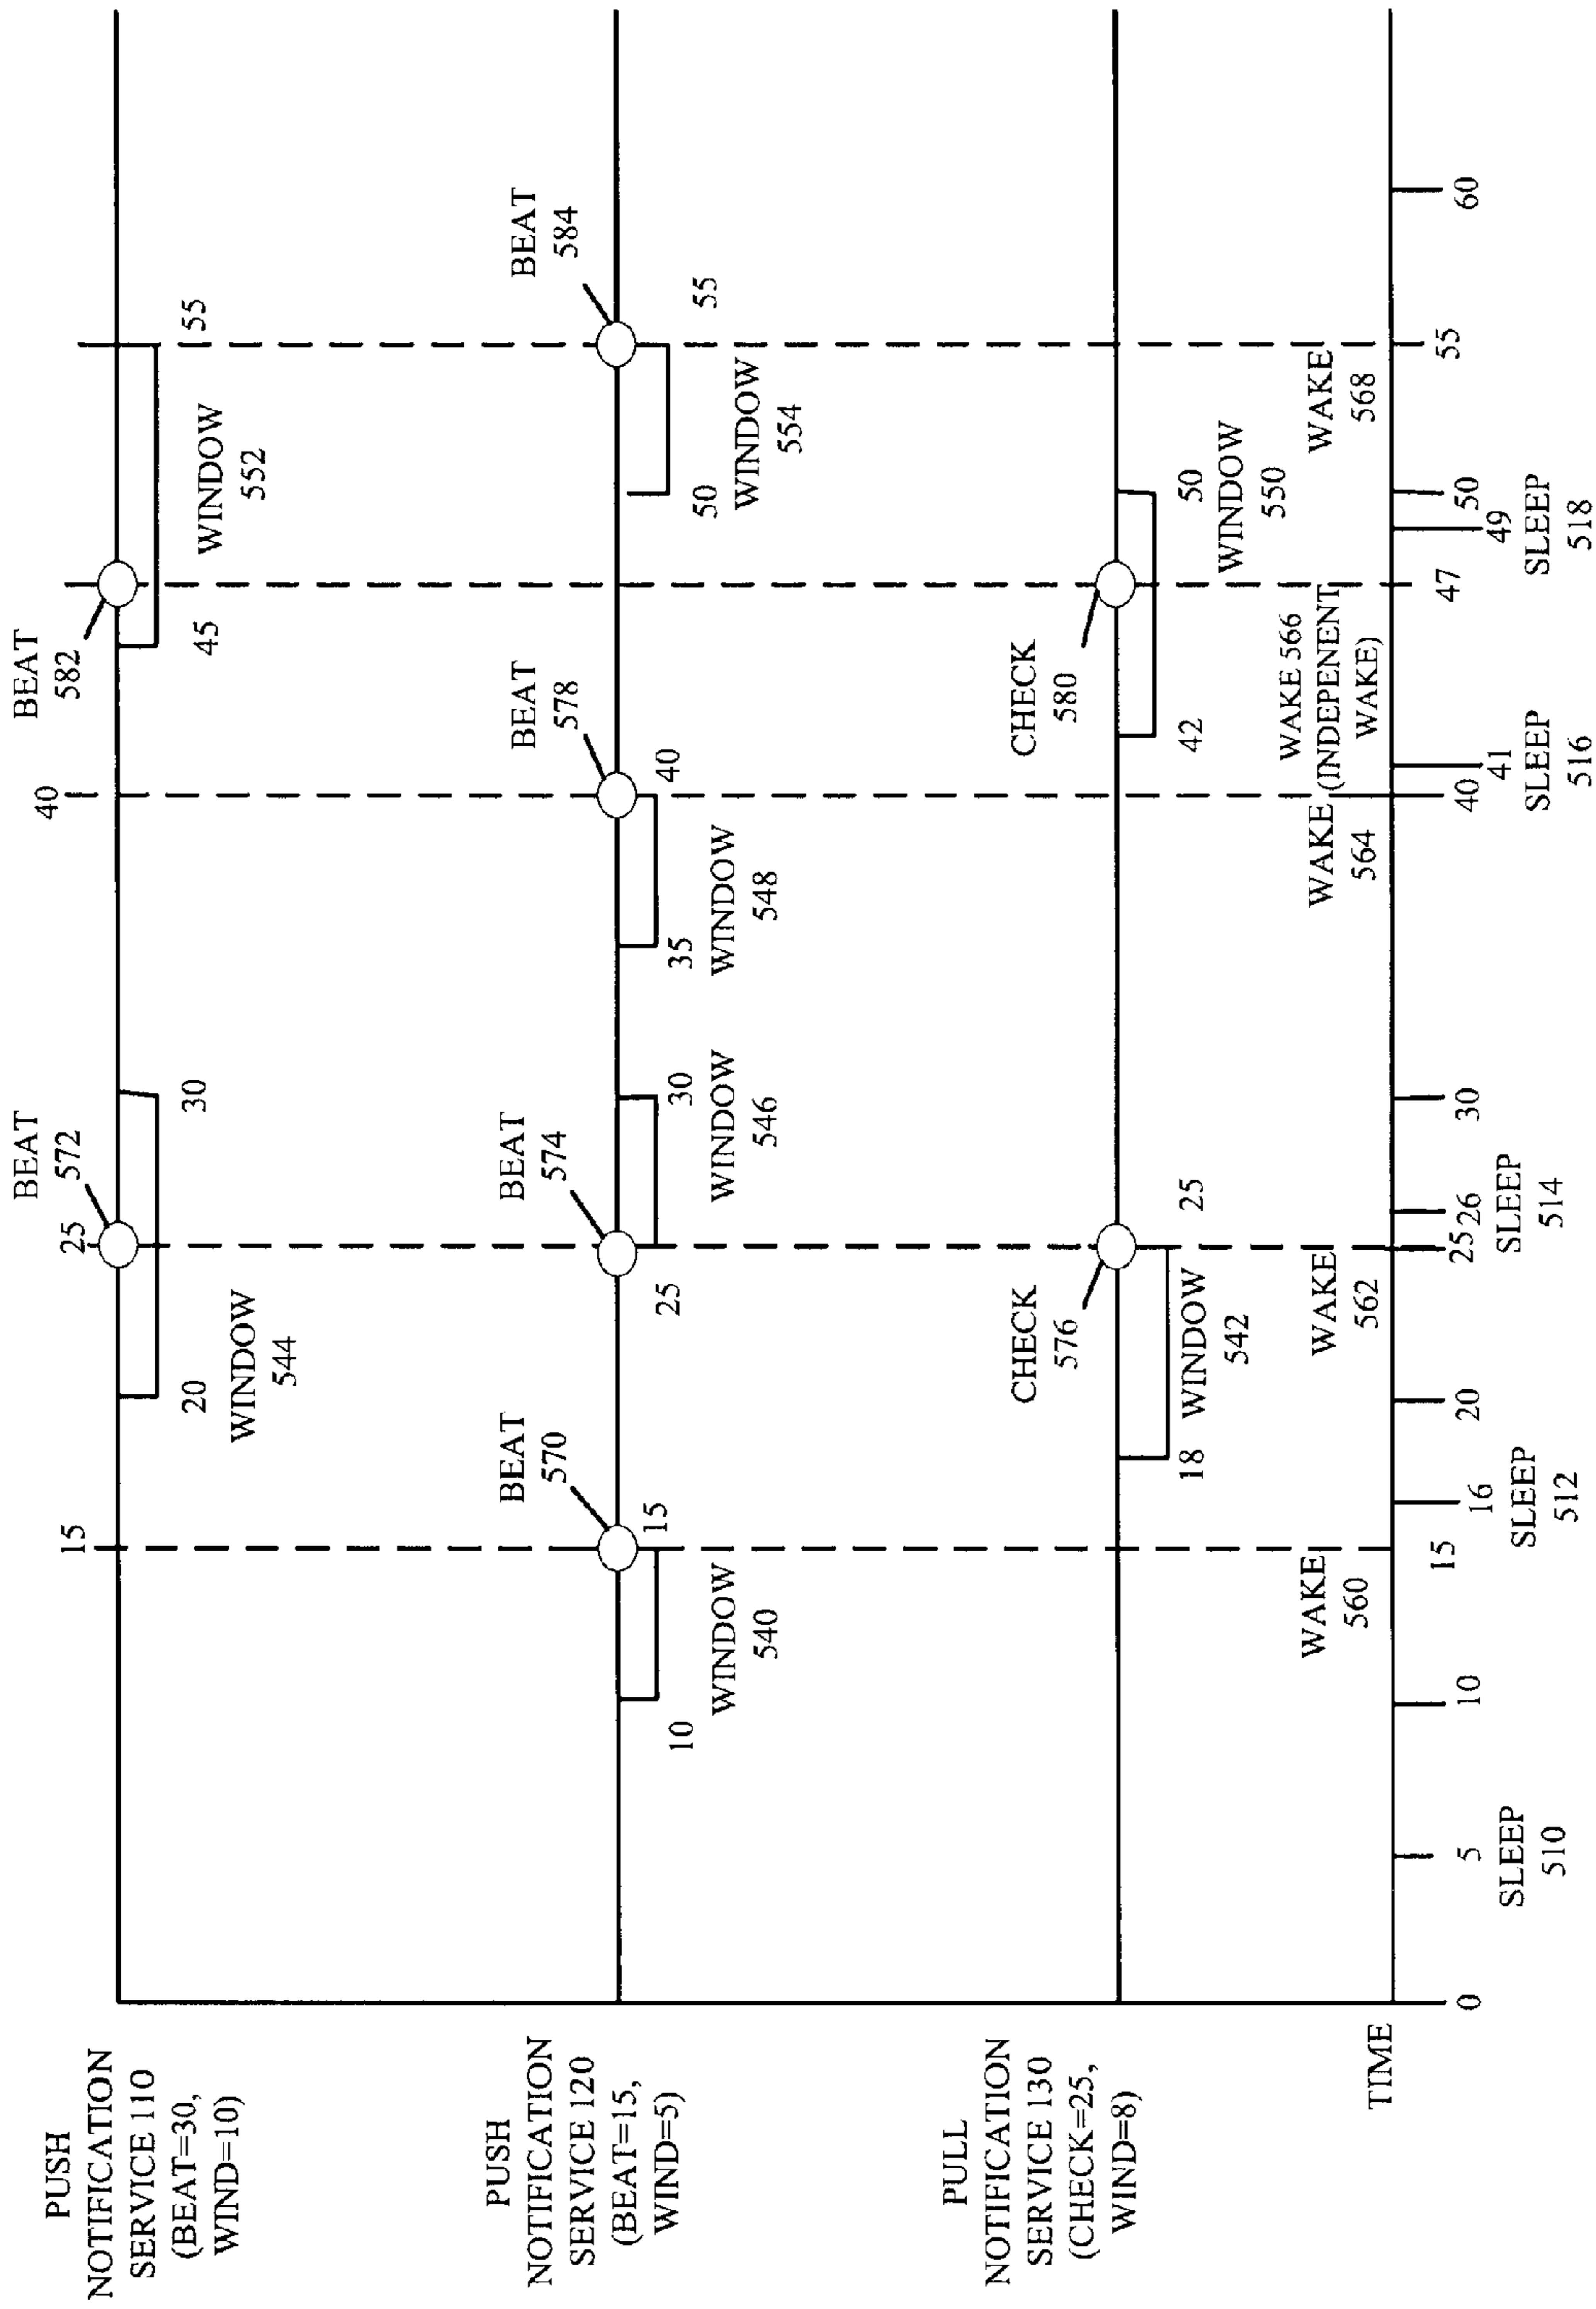 PUSH
NOTIFICATION
SERVICE 110
(BEAT=30,
WIND=10)
15
25
40
BEAT
572
BEAT
582
20
30
45
55
WINDOW
544
WINDOW
552
PUSH
NOTIFICATION
SERVICE 120
(BEAT=15,
WIND=5)
BEAT
570
BEAT
574
BEAT
578
BEAT
584
10
15
25
30
35
40
50
55
WINDOW
540
WINDOW
546
WINDOW
548
WINDOW
554
PULL
NOTIFICATION
SERVICE 130
(CHECK=25,
WIND=8)
CHECK
576
CHECK
580
18
25
42
50
WINDOW
542
WINDOW
550
WAKE
560
WAKE
562
WAKE
564
WAKE 566
(INDEPENENT
WAKE)
WAKE
568
TIME
0
5
10
15
16
20
25
26
30
40
41
47
49
50
55
60
SLEEP
510
SLEEP
512
SLEEP
514
SLEEP
516
SLEEP
518